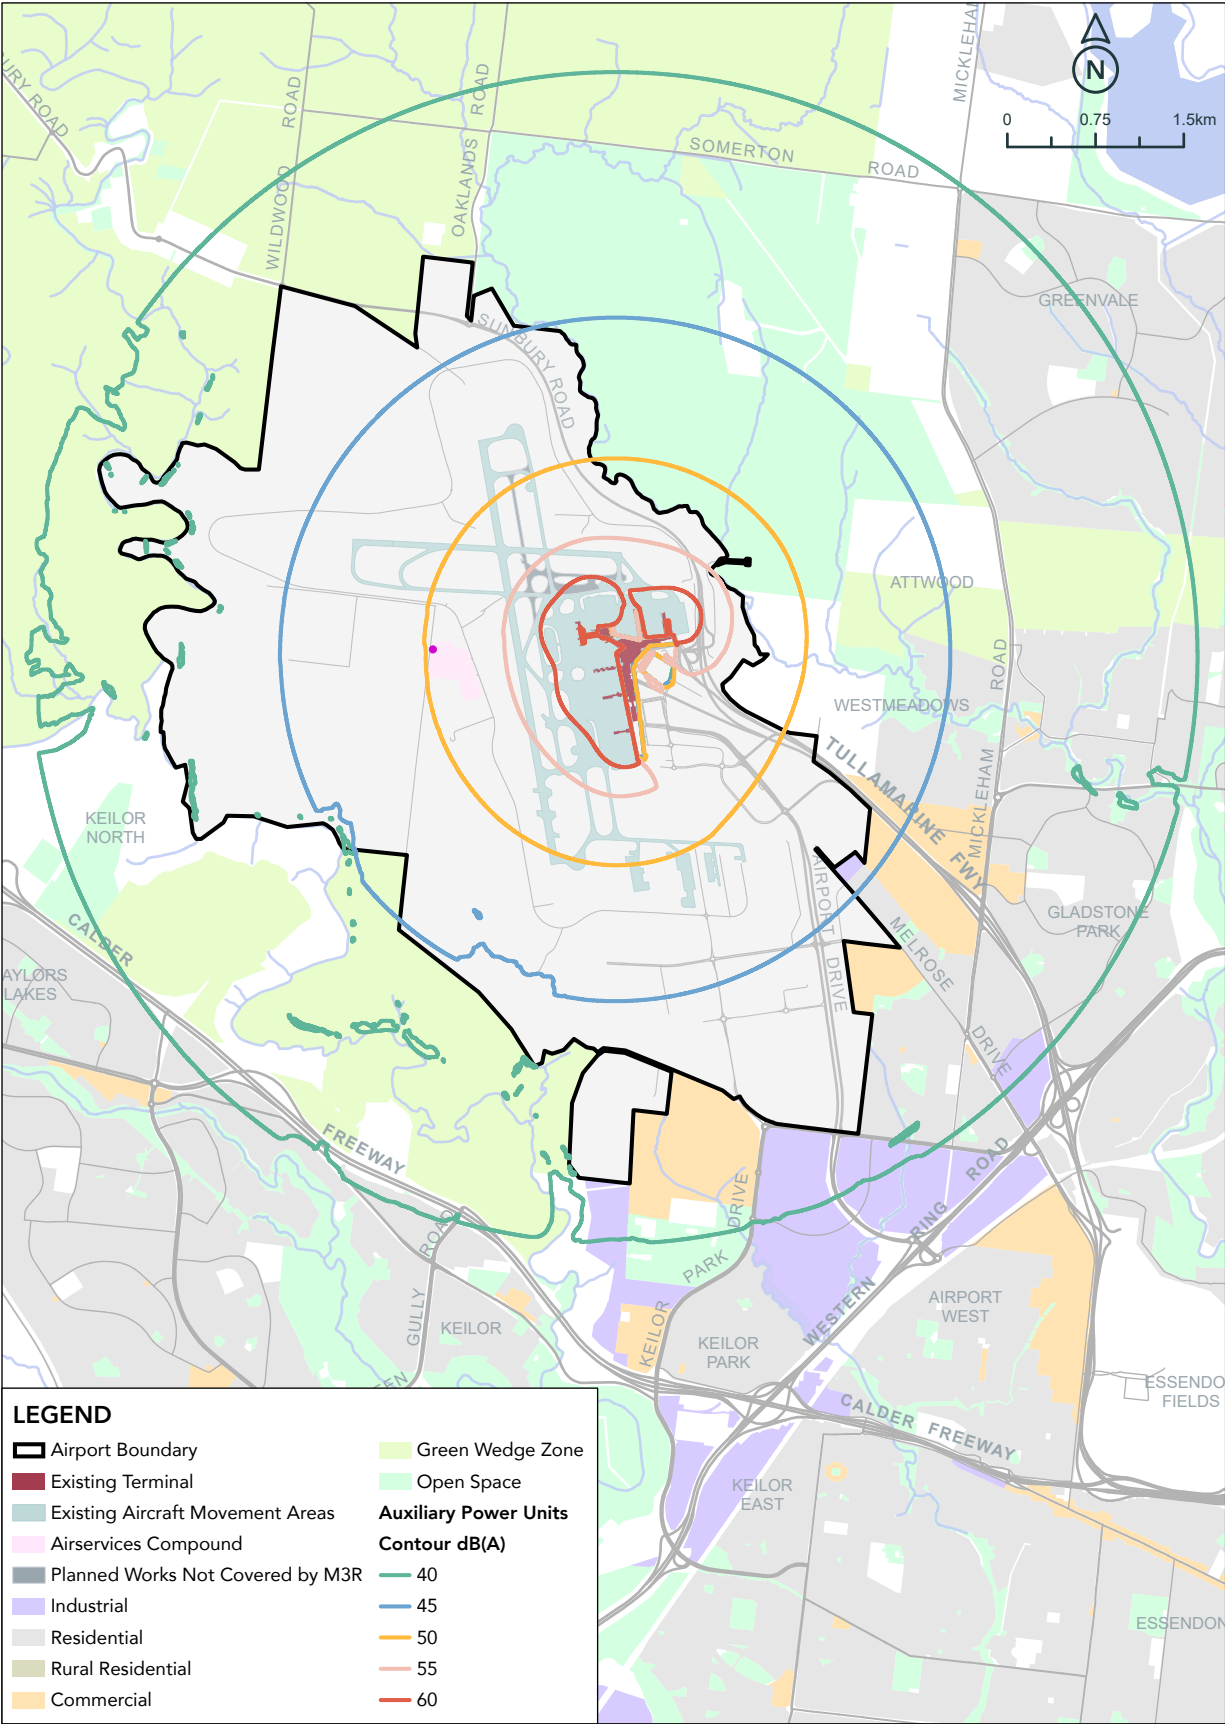 N
0 0.75 1.5km
MICKLEHAM
URY ROAD
ROAD
WILDWOOD
ROAD
OAKLANDS
SOMERTON
ROAD
SUNBURY ROAD
GREENVALE
ATTWOOD
ROAD
MICKLEHAM
WESTMEADOWS
TULLAMARINE FWY
KEILOR
NORTH
AIRPORT DRIVE
MELROSE
DRIVE
GLADSTONE
PARK
CALDER
FREEWAY
AYLORS
LAKES
RING ROAD
WESTERN
DRIVE
PARK
KEILOR
GULLY ROAD
KEILOR
EEN
KEILOR
PARK
AIRPORT
WEST
ESSENDO
FIELDS
CALDER FREEWAY
KEILOR
EAST
ESSENDON
LEGEND
Airport Boundary
Existing Terminal
Existing Aircraft Movement Areas
Airservices Compound
Planned Works Not Covered by M3R
Industrial
Residential
Rural Residential
Commercial
Green Wedge Zone
Open Space
Auxiliary Power Units
Contour dB(A)
40
45
50
55
60